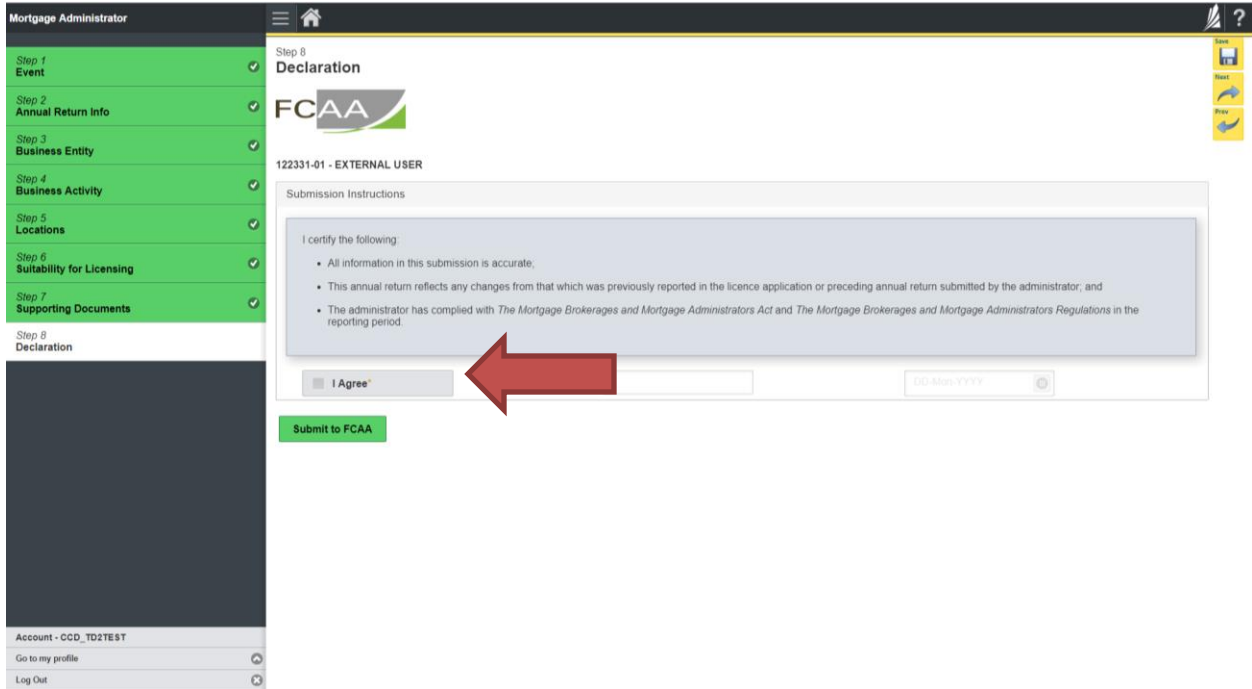 Mortgage Administrator
?
Step 1
Event
Step 2
Annual Return Info
Step 3
Business Entity
Step 4
Business Activity
Step 5
Locations
Step 6
Suitability for Licensing
Step 7
Supporting Documents
Step 8
Declaration
Account - CCD_TD2TEST
Go to my profile
Log Out
Step 8
Declaration
FCAA
122331-01 - EXTERNAL USER
Submission Instructions
I certify the following:
• All information in this submission is accurate;
• This annual return reflects any changes from that which was previously reported in the licence application or preceding annual return submitted by the administrator; and
• The administrator has complied with The Mortgage Brokerages and Mortgage Administrators Act and The Mortgage Brokerages and Mortgage Administrators Regulations in the
reporting period.
I Agree*
DD-Mon-YYYY
Submit to FCAA
Save
Next
Prev